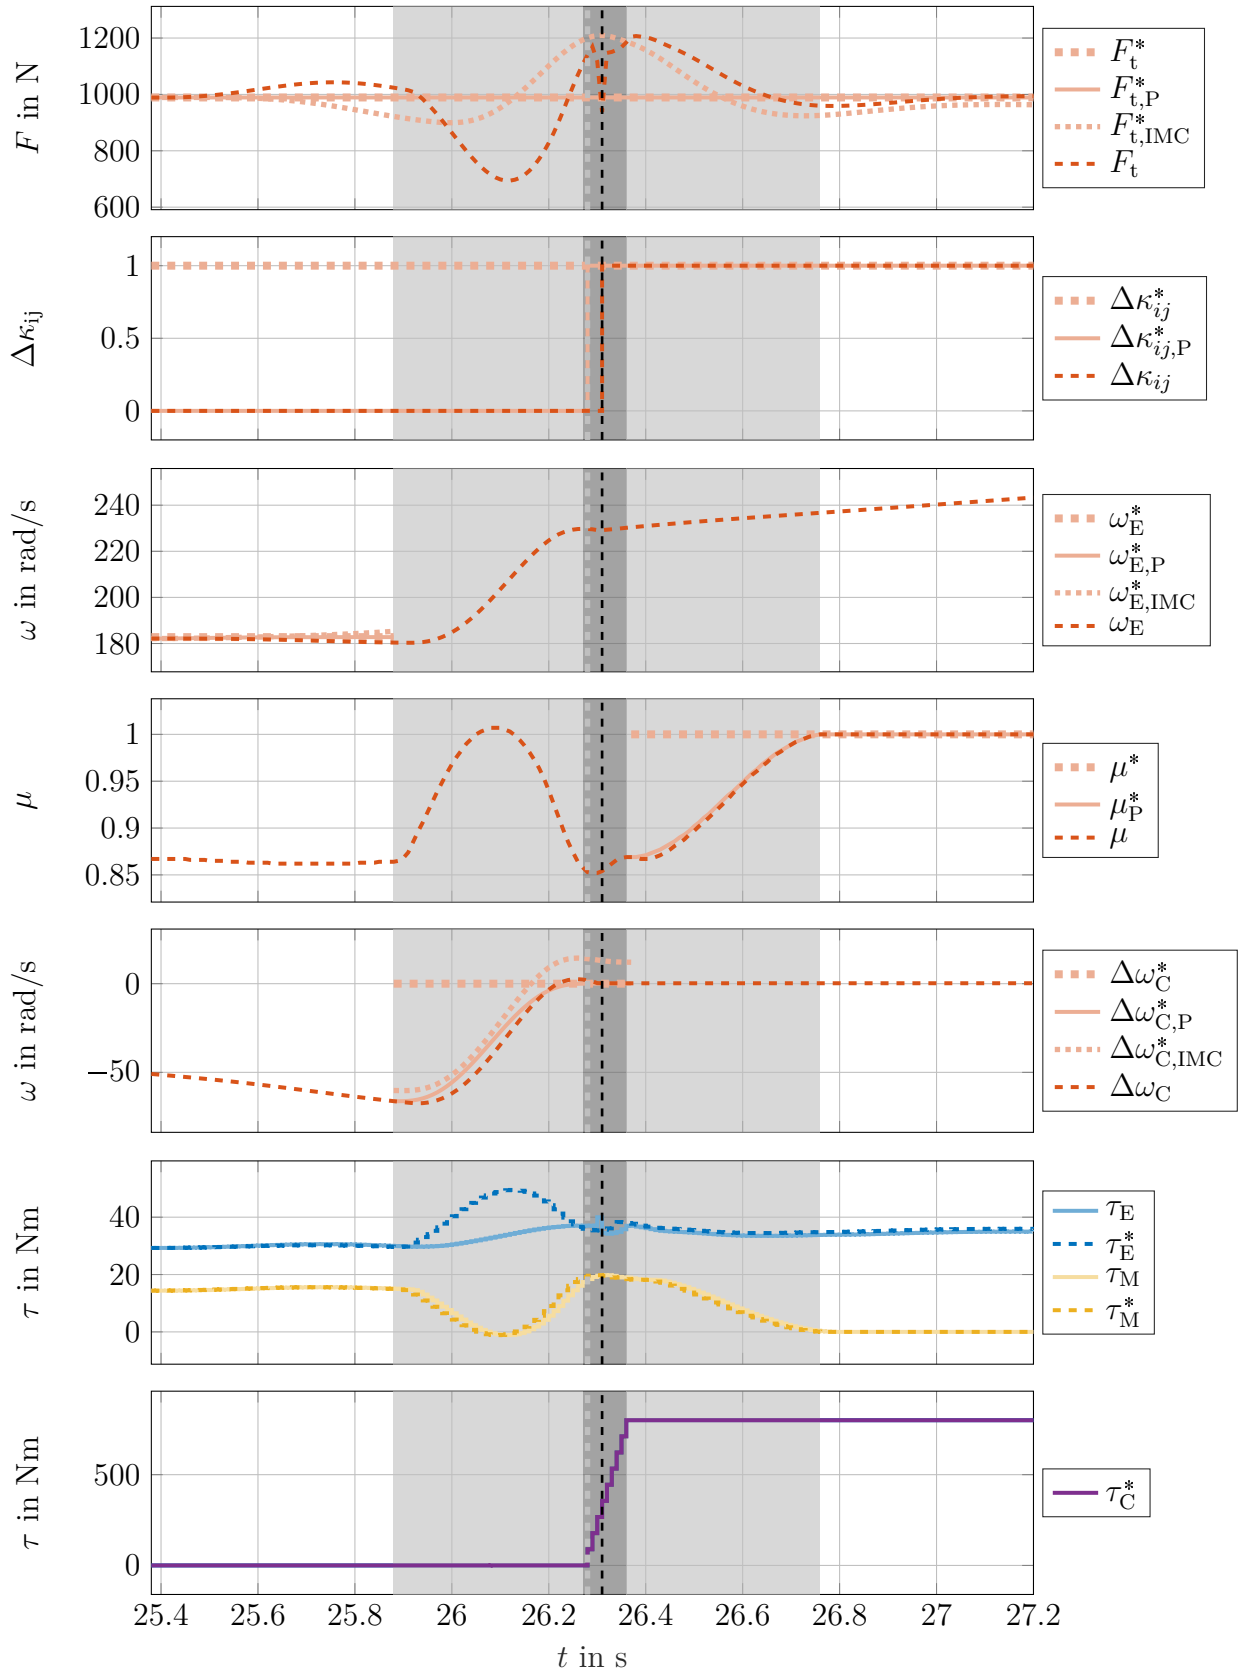 F in N
1200
1000
800
600
F*t
F*t,P
F*t,IMC
Ft
Δκij
1
0.5
0
Δκ*ij
Δκ*ij,P
Δκij
ω in rad/s
240
220
200
180
ω*E
ω*E,P
ω*E,IMC
ωE
μ
1
0.95
0.9
0.85
μ*
μ*P
μ
ω in rad/s
0
−50
Δω*C
Δω*C,P
Δω*C,IMC
ΔωC
τ in Nm
40
20
0
τE
τ*E
τM
τ*M
τ in Nm
500
0
τ*C
25.4 25.6 25.8 26 26.2 26.4 26.6 26.8 27 27.2
t in s